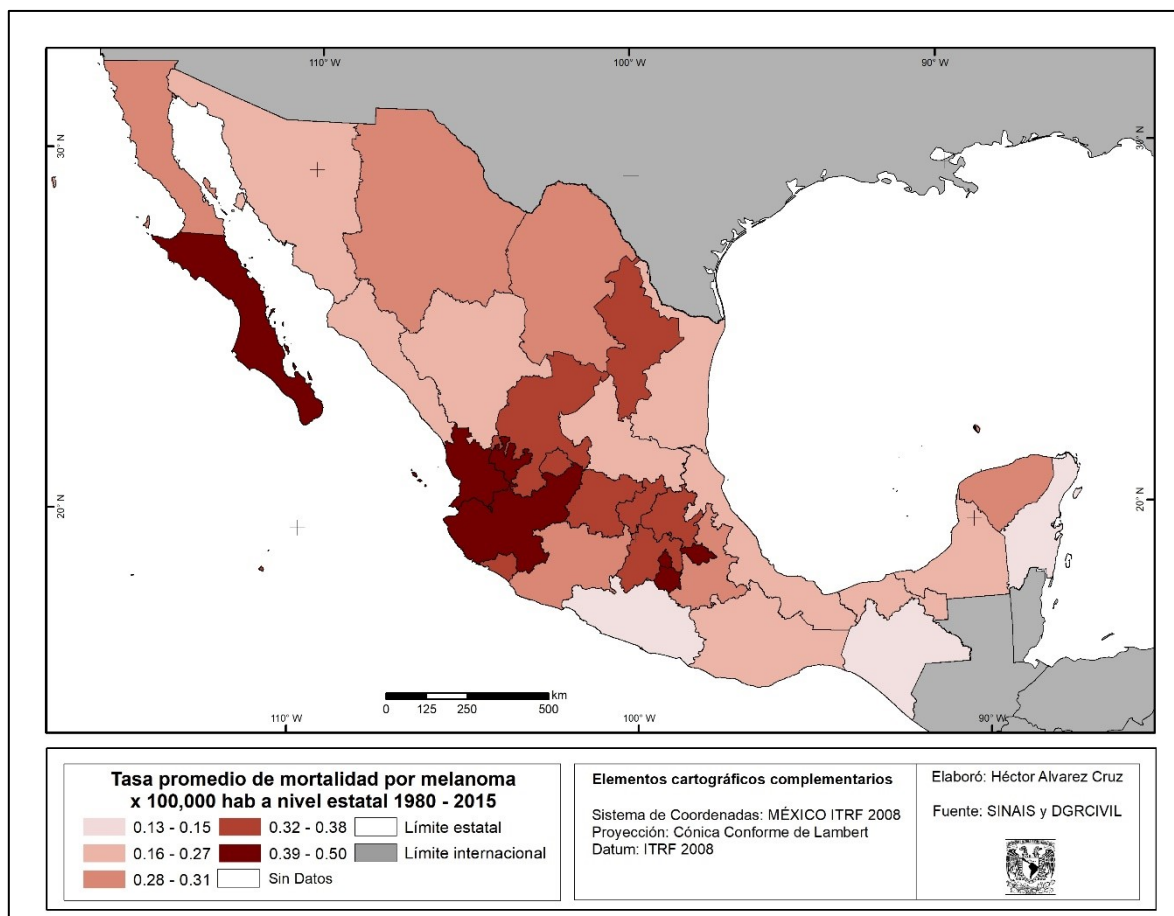 110° W
100° W
90° W
30° N
30° N
20° N
20° N
km
0 125 250 500
110° W
100° W
90° W
Tasa promedio de mortalidad por melanoma
x 100,000 hab a nivel estatal 1980 - 2015
0.13 - 0.15
0.32 - 0.38
Límite estatal
0.16 - 0.27
0.39 - 0.50
Límite internacional
0.28 - 0.31
Sin Datos
Elementos cartográficos complementarios
Sistema de Coordenadas: MÉXICO ITRF 2008
Proyección: Cónica Conforme de Lambert
Datum: ITRF 2008
Elaboró: Héctor Alvarez Cruz
Fuente: SINAIS y DGRCIVIL